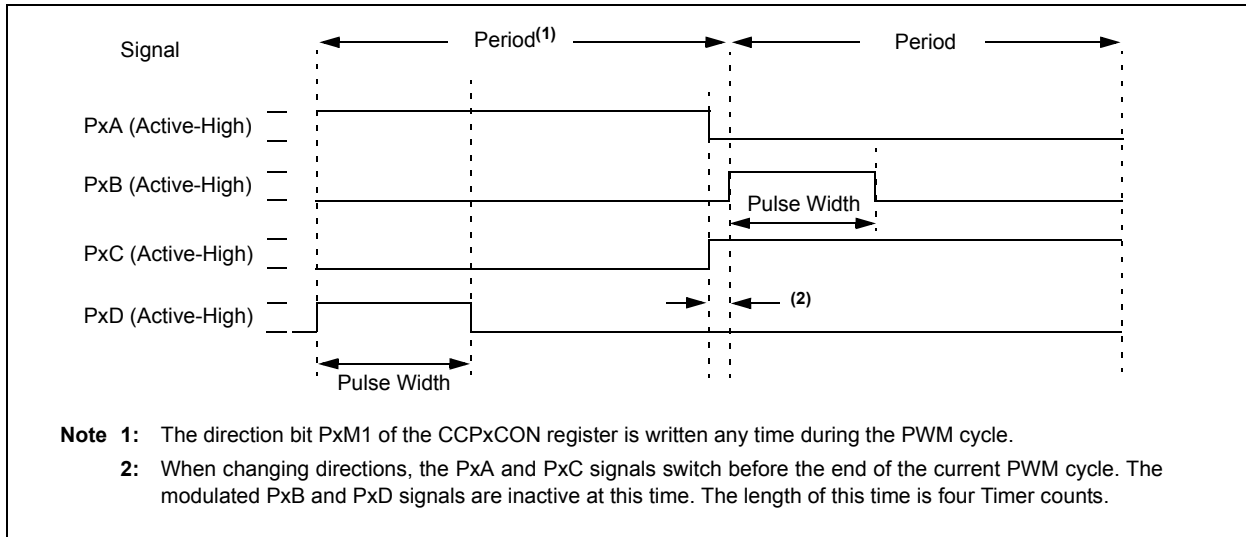 Signal
Period(1)
Period
PxA (Active-High)
PxB (Active-High)
Pulse Width
PxC (Active-High)
(2)
PxD (Active-High)
Pulse Width
Note 1: The direction bit PxM1 of the CCPxCON register is written any time during the PWM cycle.
2: When changing directions, the PxA and PxC signals switch before the end of the current PWM cycle. The
modulated PxB and PxD signals are inactive at this time. The length of this time is four Timer counts.